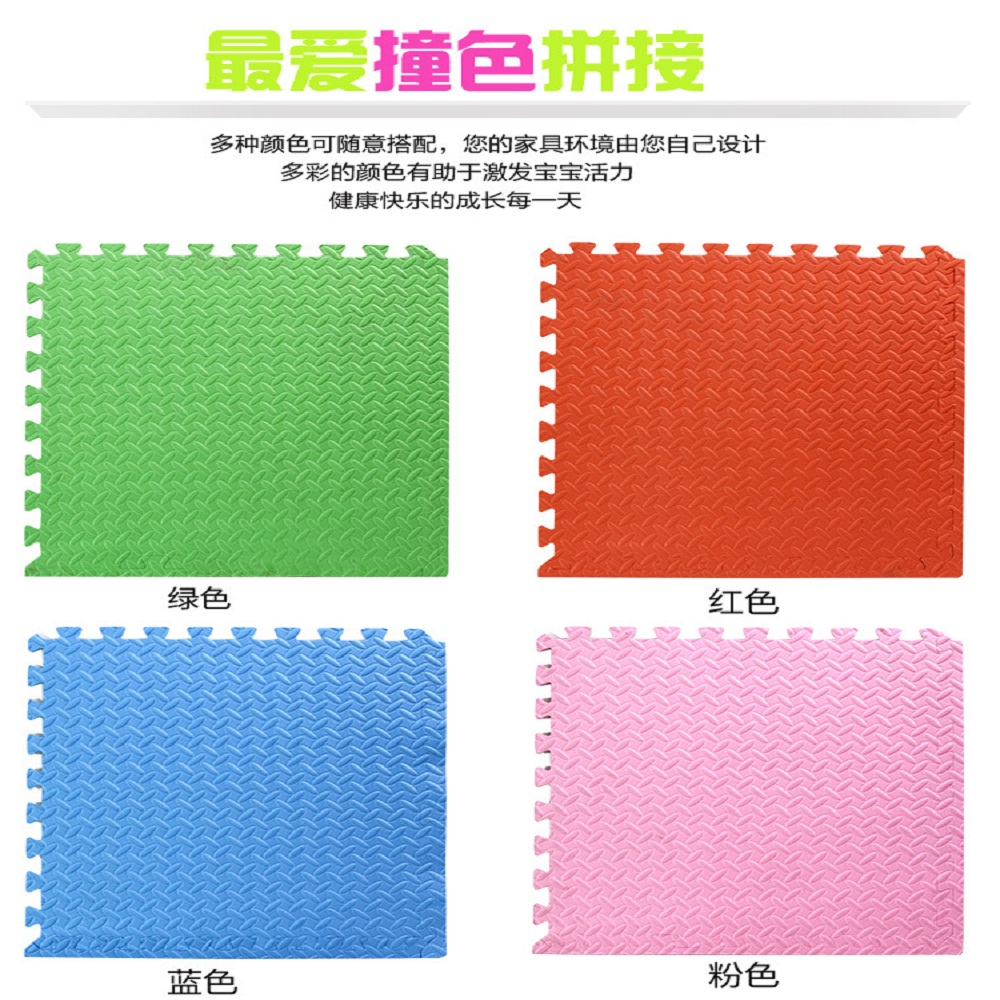 最爱撞色拼接
多种颜色可随意搭配，您的家具环境由您自己设计
多彩的颜色有助于激发宝宝活力
健康快乐的成长每一天
绿色
红色
蓝色
粉色